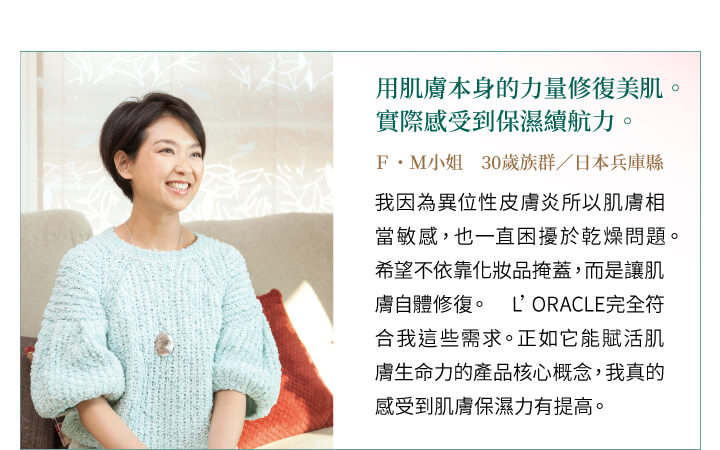 用肌膚本身的力量修復美肌。
實際感受到保濕續航力。
F・M小姐　30歲族群／日本兵庫縣
我因為異位性皮膚炎所以肌膚相
當敏感，也一直困擾於乾燥問題。
希望不依靠化妝品掩蓋，而是讓肌
膚自體修復。　L’ORACLE完全符
合我這些需求。正如它能賦活肌
膚生命力的產品核心概念，我真的
感受到肌膚保濕力有提高。